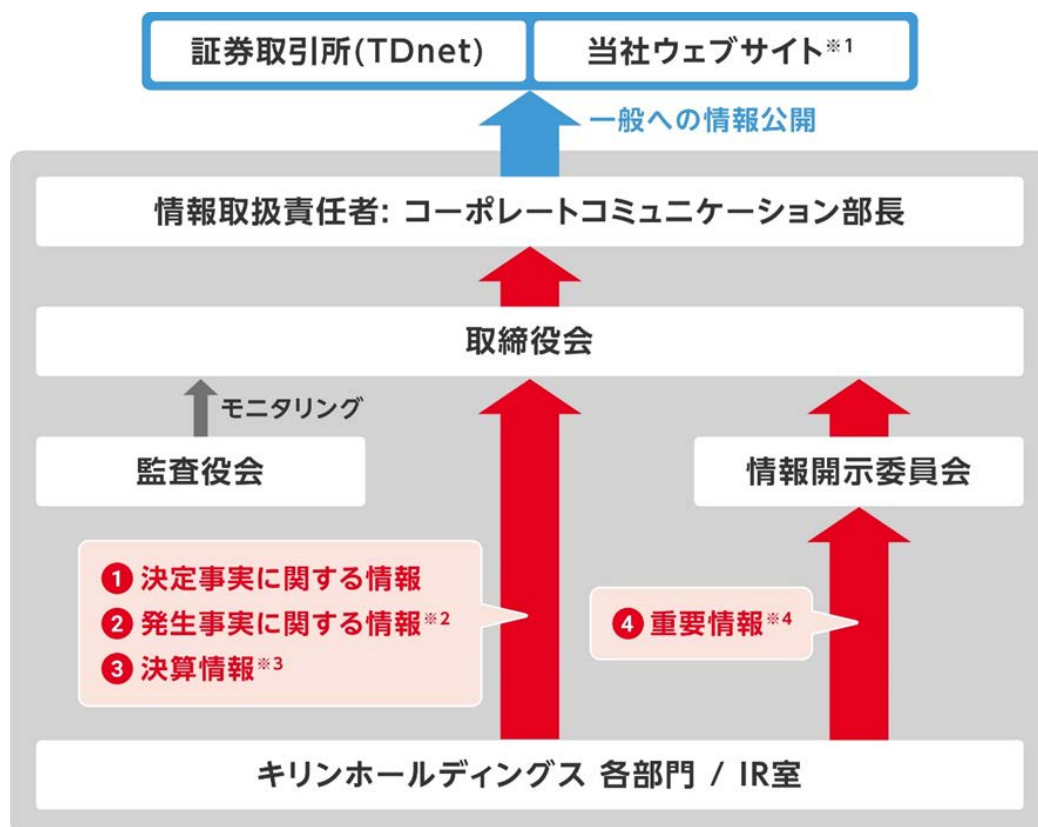 証券取引所(TDnet)
当社ウェブサイト※1
一般への情報公開
情報取扱責任者: コーポレートコミュニケーション部長
取締役会
モニタリング
監査役会
情報開示委員会
1 決定事実に関する情報
2 発生事実に関する情報※2
3 決算情報※3
4 重要情報※4
キリンホールディングス 各部門 / IR室